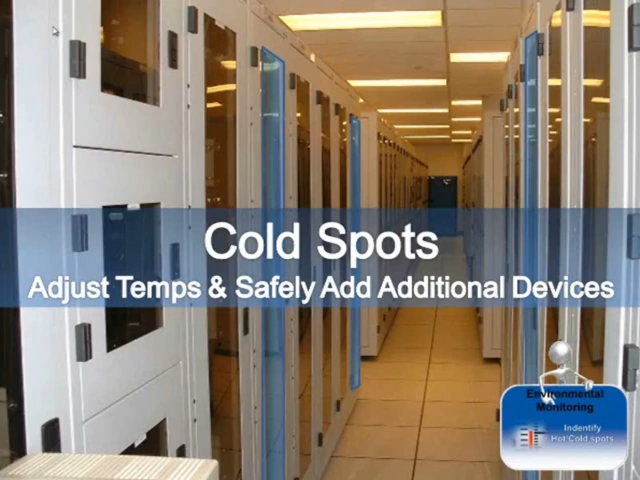 Cold Spots
Adjust Temps & Safely Add Additional Devices
Environmental
Monitoring
Indentify
Hot'Cold spots